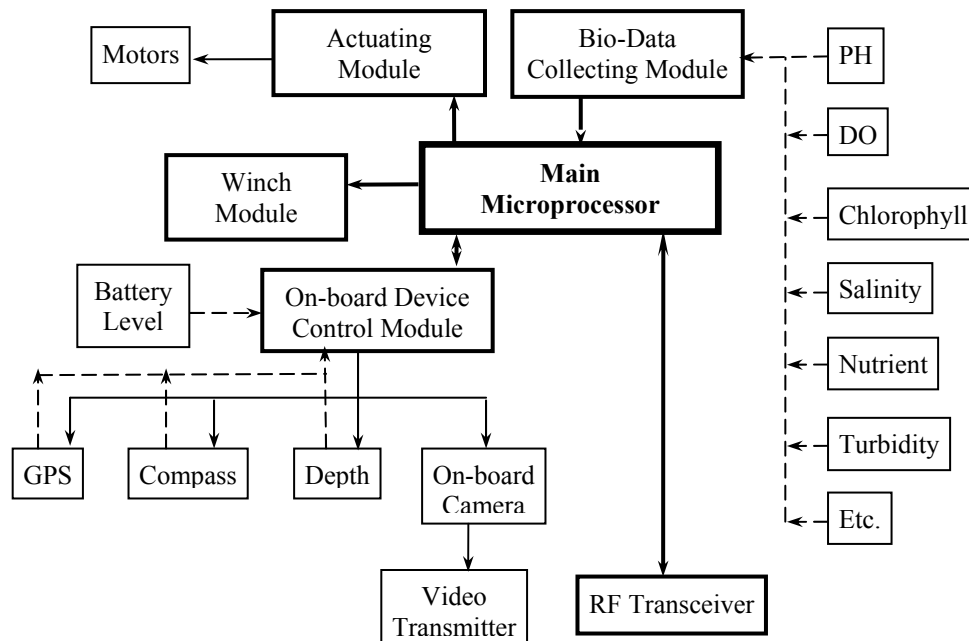 Motors
Actuating
Module
Bio-Data
Collecting Module
PH
DO
Winch
Module
Main
Microprocessor
Chlorophyll
Battery
Level
On-board Device
Control Module
Salinity
Nutrient
GPS
Compass
Depth
On-board
Camera
Turbidity
Etc.
Video
Transmitter
RF Transceiver